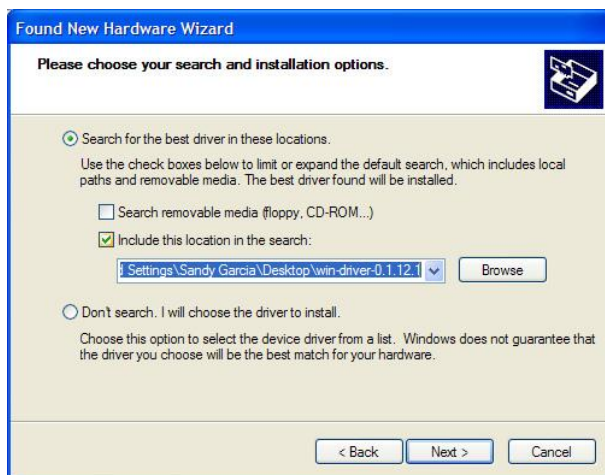 Found New Hardware Wizard
Please choose your search and installation options.
Search for the best driver in these locations.
Use the check boxes below to limit or expand the default search, which includes local
paths and removable media. The best driver found will be installed.
Search removable media (floppy, CD-ROM...)
Include this location in the search:
d Settings\Sandy Garcia\Desktop\win-driver-0.1.12.1
Browse
Don't search. I will choose the driver to install.
Choose this option to select the device driver from a list. Windows does not guarantee that
the driver you choose will be the best match for your hardware.
< Back Next > Cancel